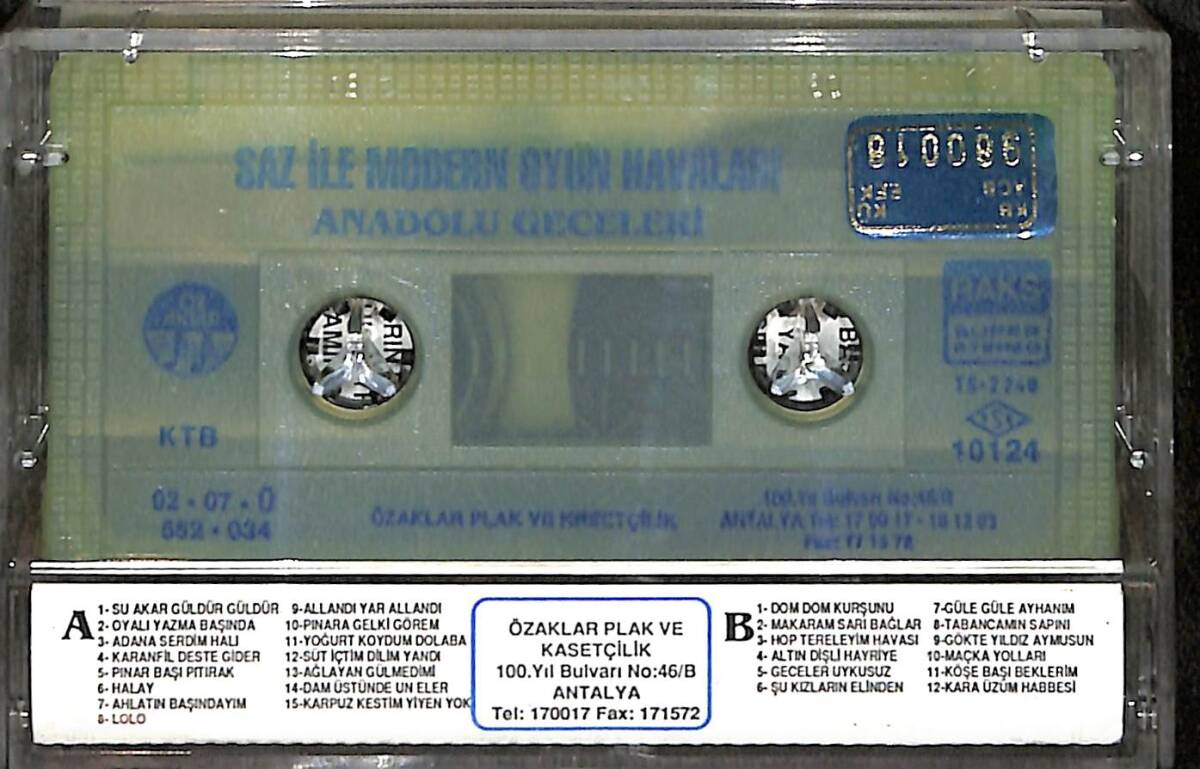 SAZ İLE MODERN OYUN HAVALARI
ANADOLU GECELERİ
980018
RAKS
TS-2240
10124
KTB
ÖZAKLAR PLAK VE KASETÇİLİK
100.Yıl Bulvarı No:46/B
A
1- SU AKAR GÜLDÜR GÜLDÜR
2- OYALI YAZMA BAŞINDA
3- ADANA SERDİM HALI
4- KARANFİL DESTE GİDER
5- PINAR BAŞI PITIRAK
6- HALAY
7- AHLATIN BAŞINDAYIM
8- LOLO
9-ALLANDI YAR ALLANDI
10-PINARA GELKİ GÖREM
11-YOĞURT KOYDUM DOLABA
12-SÜT İÇTİM DİLİM YANDI
13-AĞLAYAN GÜLMEDİMİ
14-DAM ÜSTÜNDE UN ELER
15-KARPUZ KESTİM YİYEN YOK
ÖZAKLAR PLAK VE
KASETÇİLİK
100.Yıl Bulvarı No:46/B
ANTALYA
Tel: 170017 Fax: 171572
B
1- DOM DOM KURŞUNU
2- MAKARAM SARI BAĞLAR
3- HOP TERELEYİM HAVASI
4- ALTIN DİŞLİ HAYRİYE
5- GECELER UYKUSUZ
6- ŞU KIZLARIN ELİNDEN
7-GÜLE GÜLE AYHANIM
8-TABANCAMIN SAPINI
9-GÖKTE YILDIZ AYMUSUN
10-MAÇKA YOLLARI
11-KÖŞE BAŞI BEKLERİM
12-KARA ÜZÜM HABBESİ